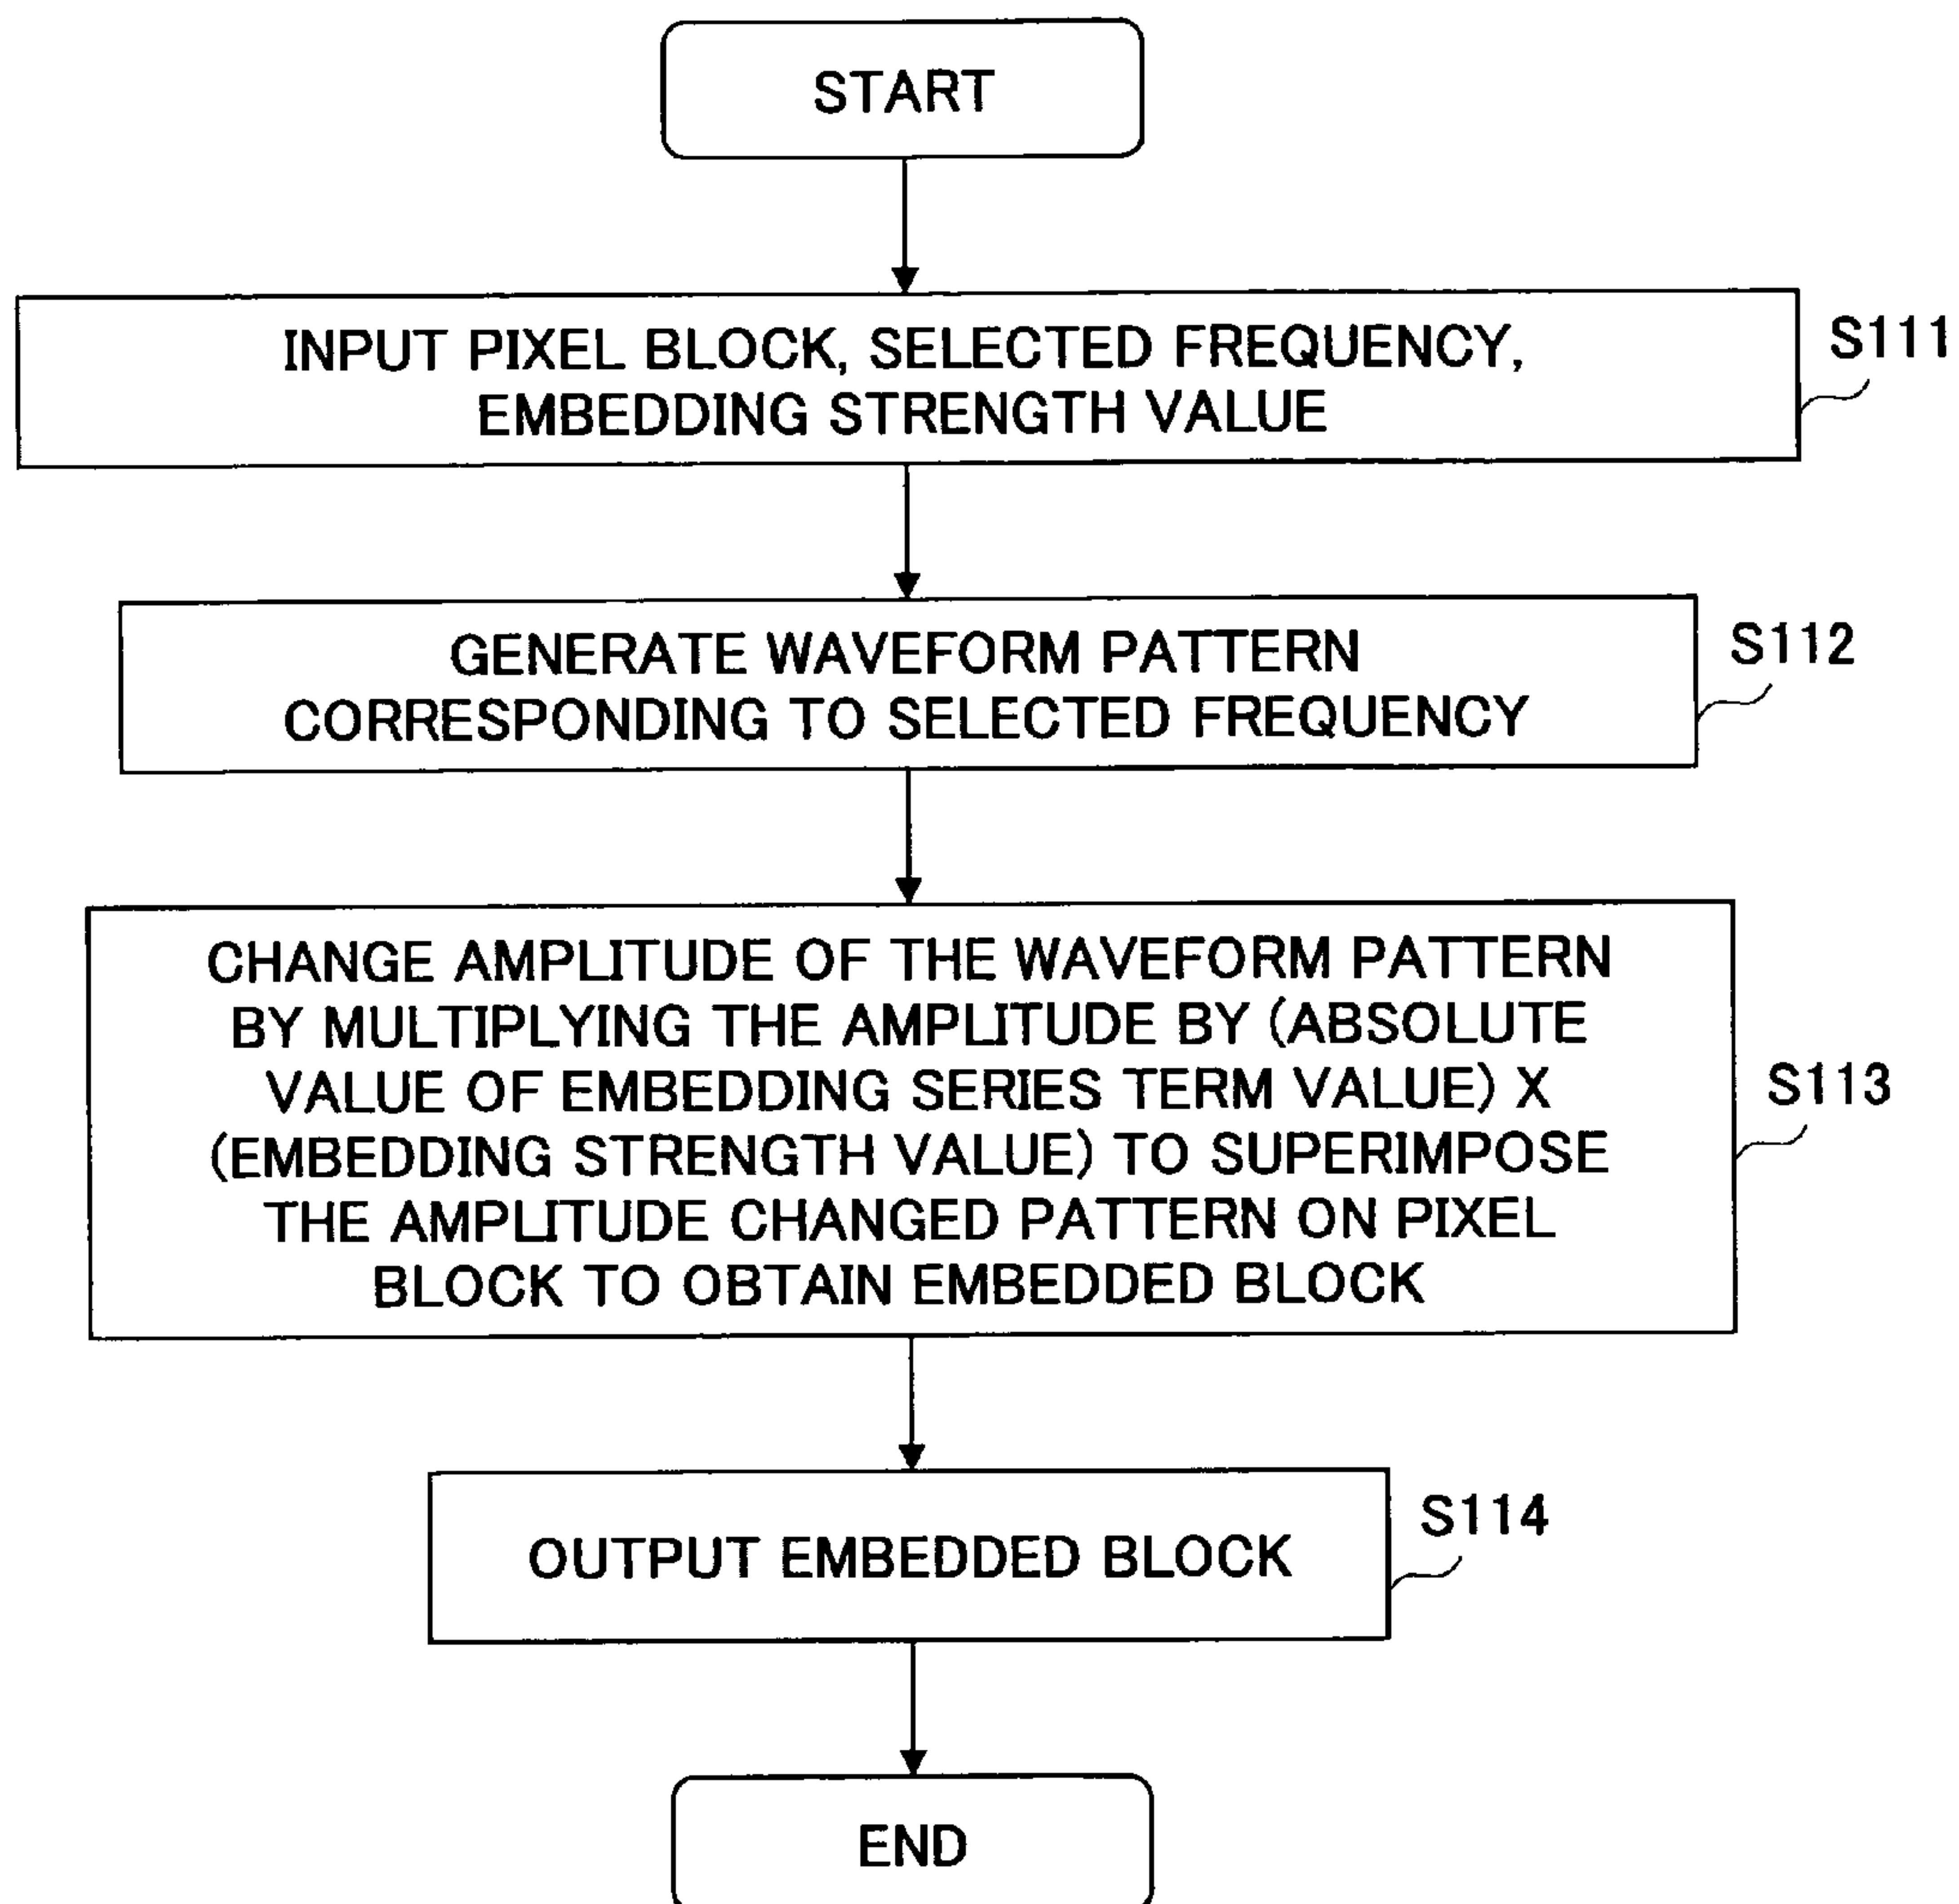 START
INPUT PIXEL BLOCK, SELECTED FREQUENCY,
EMBEDDING STRENGTH VALUE
S111
GENERATE WAVEFORM PATTERN
CORRESPONDING TO SELECTED FREQUENCY
S112
CHANGE AMPLITUDE OF THE WAVEFORM PATTERN
BY MULTIPLYING THE AMPLITUDE BY (ABSOLUTE
VALUE OF EMBEDDING SERIES TERM VALUE) X
(EMBEDDING STRENGTH VALUE) TO SUPERIMPOSE
THE AMPLITUDE CHANGED PATTERN ON PIXEL
BLOCK TO OBTAIN EMBEDDED BLOCK
S113
OUTPUT EMBEDDED BLOCK
S114
END